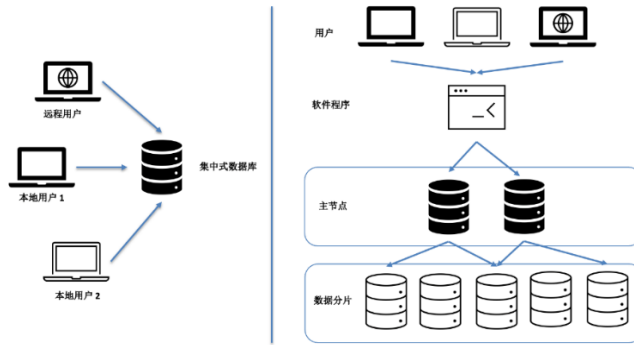 远程用户
集中式数据库
本地用户 1
本地用户 2
用户
软件程序
主节点
数据分片